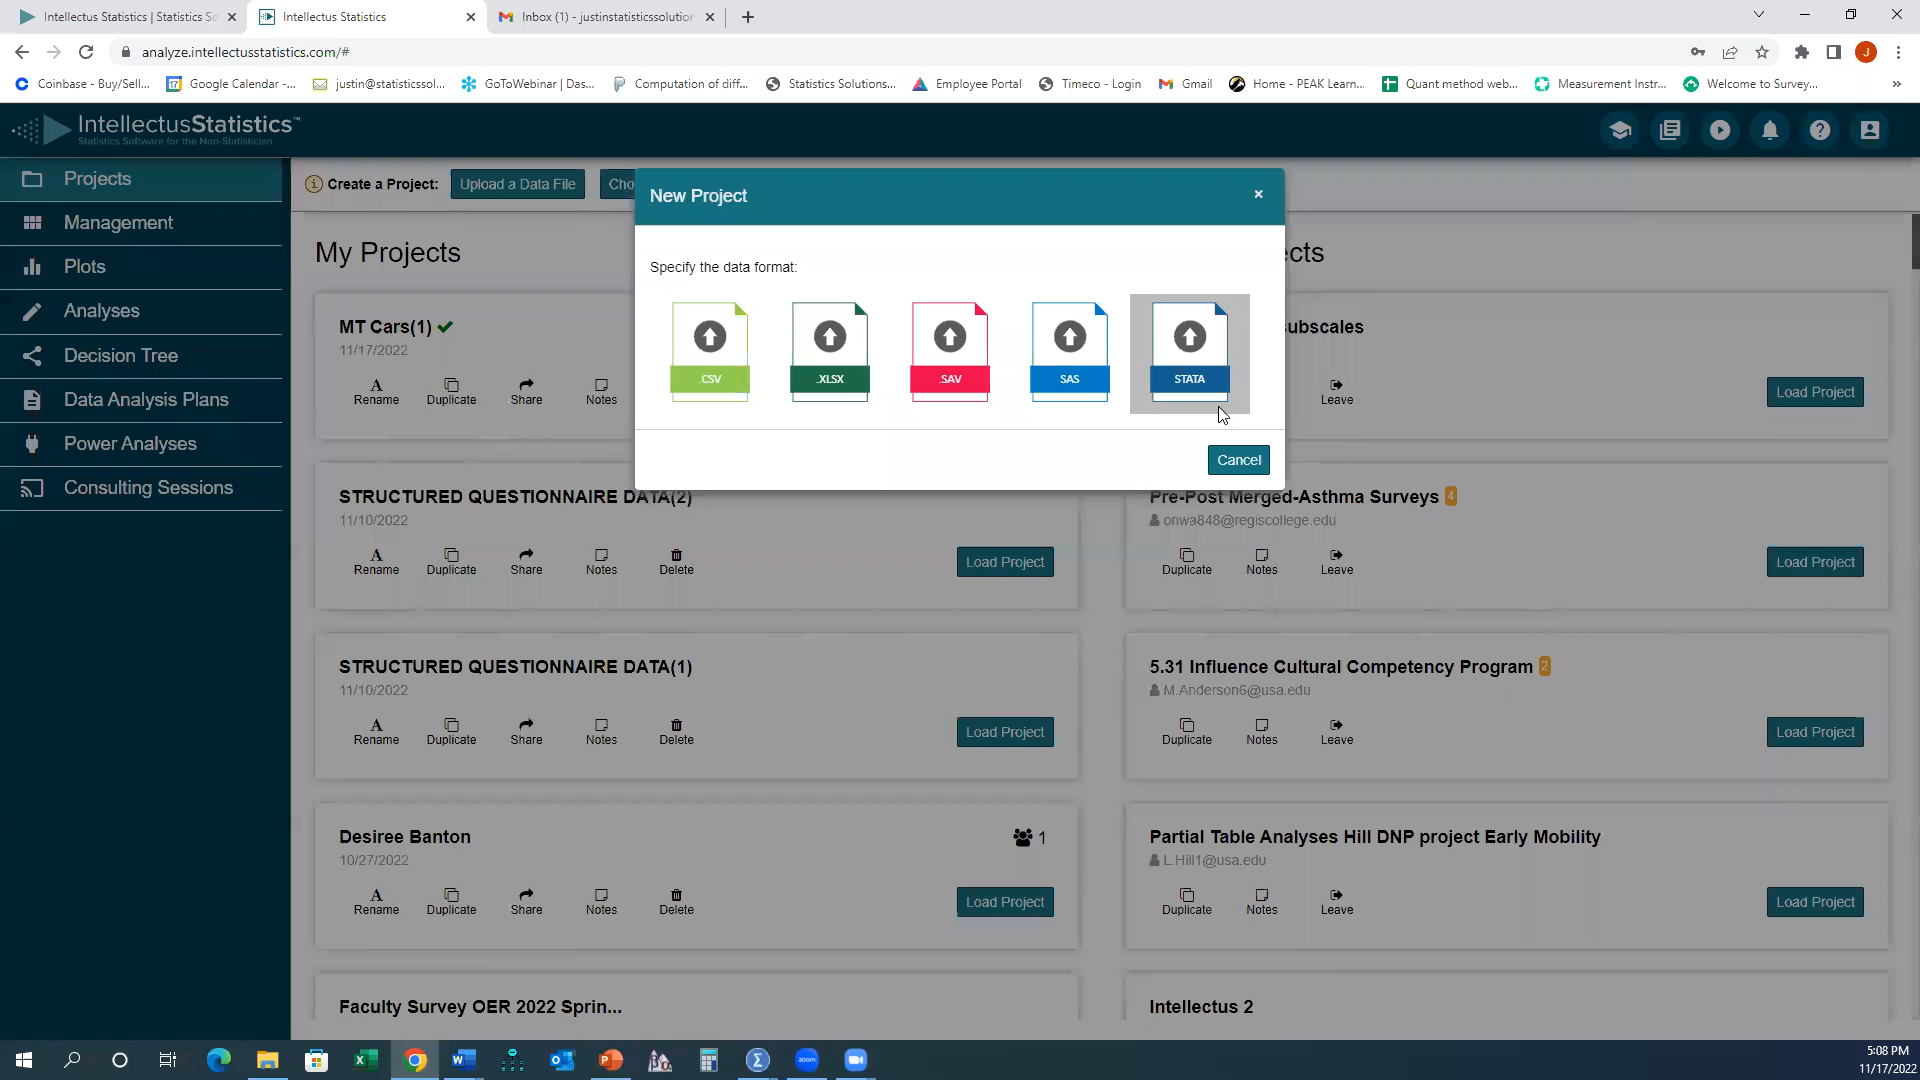 Intellectus Statistics | Statistics So
Intellectus Statistics
Inbox (1) - justinstatisticssolution
analyze.intellectusstatistics.com/#
J
Coinbase - Buy/Sell...
Google Calendar -...
justin@statisticssol...
GoToWebinar | Das...
Computation of diff...
Statistics Solutions...
Employee Portal
Timeco - Login
Gmail
Home - PEAK Learn...
Quant method web...
Measurement Instr...
Welcome to Survey...
»
IntellectusStatistics™
Statistics Software for the Non-Statistician
Projects
Management
Plots
Analyses
Decision Tree
Data Analysis Plans
Power Analyses
Consulting Sessions
Create a Project:
Upload a Data File
Cho
New Project
×
Specify the data format:
.CSV
.XLSX
.SAV
SAS
STATA
Cancel
My Projects
MT Cars(1)
11/17/2022
Rename
Duplicate
Share
Notes
STRUCTURED QUESTIONNAIRE DATA(2)
11/10/2022
Rename
Duplicate
Share
Notes
Delete
Load Project
STRUCTURED QUESTIONNAIRE DATA(1)
11/10/2022
Rename
Duplicate
Share
Notes
Delete
Load Project
Desiree Banton
1
10/27/2022
Rename
Duplicate
Share
Notes
Delete
Load Project
Faculty Survey OER 2022 Sprin...
cts
ubscales
Leave
Load Project
Pre-Post Merged-Asthma Surveys 4
onwa848@regiscollege.edu
Duplicate
Notes
Leave
Load Project
5.31 Influence Cultural Competency Program 2
M.Anderson6@usa.edu
Duplicate
Notes
Leave
Load Project
Partial Table Analyses Hill DNP project Early Mobility
L.Hill1@usa.edu
Duplicate
Notes
Leave
Load Project
Intellectus 2
5:08 PM
11/17/2022